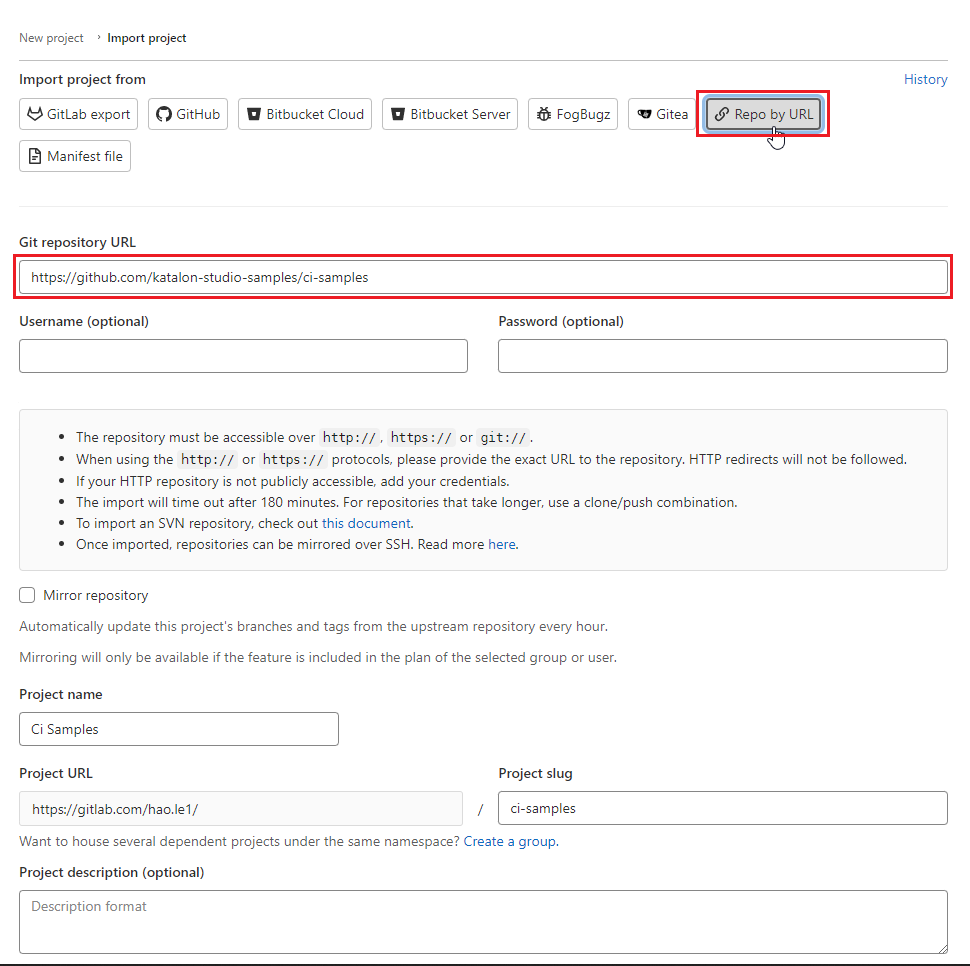 New project › Import project
Import project from History
GitLab export GitHub Bitbucket Cloud Bitbucket Server FogBugz Gitea Repo by URL
Manifest file
Git repository URL
https://github.com/katalon-studio-samples/ci-samples
Username (optional) Password (optional)
• The repository must be accessible over http://, https:// or git://.
• When using the http:// or https:// protocols, please provide the exact URL to the repository. HTTP redirects will not be followed.
• If your HTTP repository is not publicly accessible, add your credentials.
• The import will time out after 180 minutes. For repositories that take longer, use a clone/push combination.
• To import an SVN repository, check out this document.
• Once imported, repositories can be mirrored over SSH. Read more here.
Mirror repository
Automatically update this project's branches and tags from the upstream repository every hour.
Mirroring will only be available if the feature is included in the plan of the selected group or user.
Project name
Ci Samples
Project URL Project slug
https://gitlab.com/hao.le1/ / ci-samples
Want to house several dependent projects under the same namespace? Create a group.
Project description (optional)
Description format